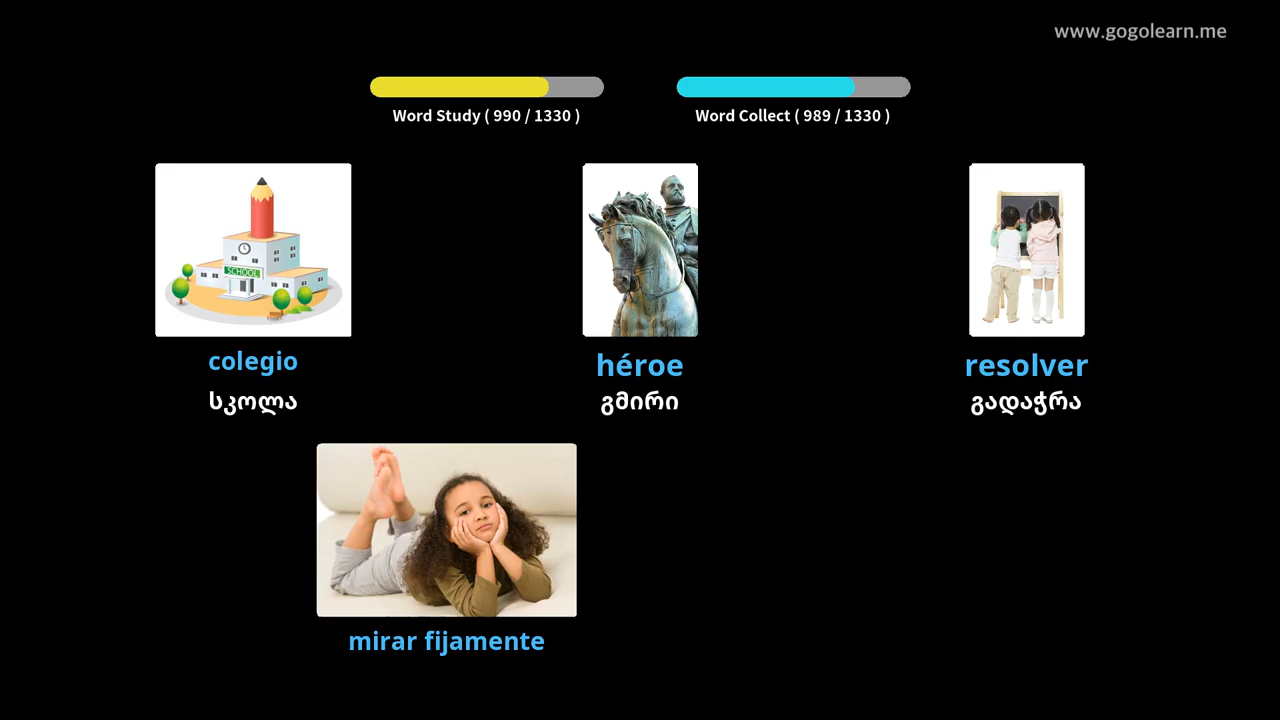 www.gogolearn.me
Word Study ( 990 / 1330 )
Word Collect ( 989 / 1330 )
SCHOOL
colegio
héroe
resolver
სკოლა
გმირი
გადაჭრა
mirar fijamente